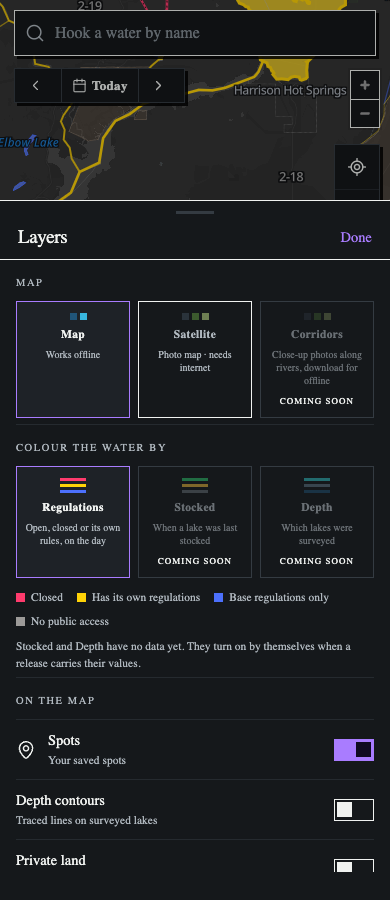 2-19
Hook a water by name
Today
Harrison Hot Springs
Elbow Lake
2-18
Layers
Done
MAP
Map
Works offline
Satellite
Photo map · needs
internet
Corridors
Close-up photos along
rivers, download for
offline
COMING SOON
COLOUR THE WATER BY
Regulations
Open, closed or its own
rules, on the day
Stocked
When a lake was last
stocked
COMING SOON
Depth
Which lakes were
surveyed
COMING SOON
Closed
Has its own regulations
Base regulations only
No public access
Stocked and Depth have no data yet. They turn on by themselves when a
release carries their values.
ON THE MAP
Spots
Your saved spots
Depth contours
Traced lines on surveyed lakes
Private land